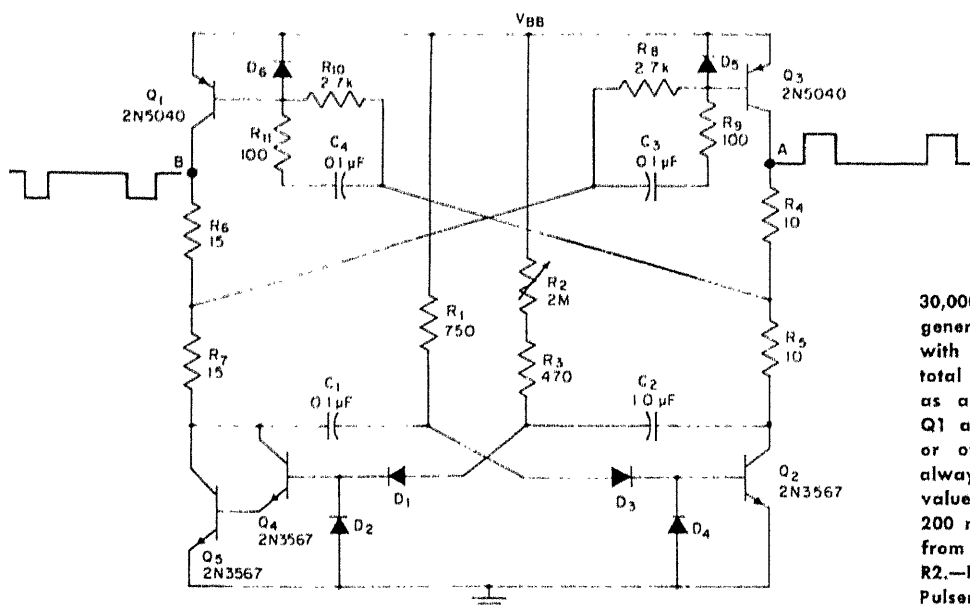 VBB
D6
R10
2.7k
R8
2.7k
D5
Q3
2N5040
Q1
2N5040
R11
100
C4
0.1 µF
C3
0.1 µF
R9
100
B
A
R6
15
R4
10
R2
2M
R1
750
R7
15
R3
470
R5
10
C1
0.1 µF
C2
1.0 µF
D1
D3
Q2
2N3567
D2
D4
Q4
2N3567
Q5
2N3567
30,000
gener
with
total
as a
Q1 a
or o
alway
value
200 r
from
R2.—
Pulser